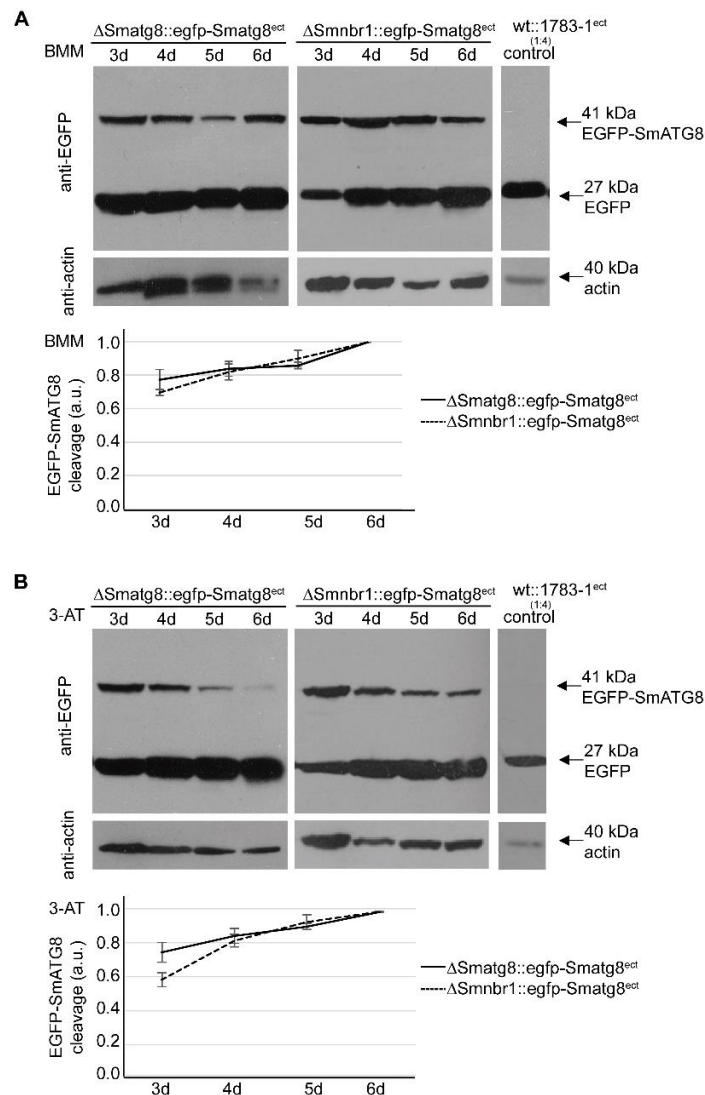 A
ΔSmatg8::egfp-Smatg8ect ΔSmnbr1::egfp-Smatg8ect wt::1783-1ect
(1:4)
BMM 3d 4d 5d 6d 3d 4d 5d 6d control
anti-EGFP
41 kDa
EGFP-SmATG8
27 kDa
EGFP
anti-actin
40 kDa
actin
BMM
EGFP-SmATG8
cleavage (a.u.)
1.0
0.8
0.6
0.4
0.2
0.0
3d 4d 5d 6d
ΔSmatg8::egfp-Smatg8ect
ΔSmnbr1::egfp-Smatg8ect
B
ΔSmatg8::egfp-Smatg8ect ΔSmnbr1::egfp-Smatg8ect wt::1783-1ect
(1:4)
3-AT 3d 4d 5d 6d 3d 4d 5d 6d control
anti-EGFP
41 kDa
EGFP-SmATG8
27 kDa
EGFP
anti-actin
40 kDa
actin
3-AT
EGFP-SmATG8
cleavage (a.u.)
1.0
0.8
0.6
0.4
0.2
0.0
3d 4d 5d 6d
ΔSmatg8::egfp-Smatg8ect
ΔSmnbr1::egfp-Smatg8ect